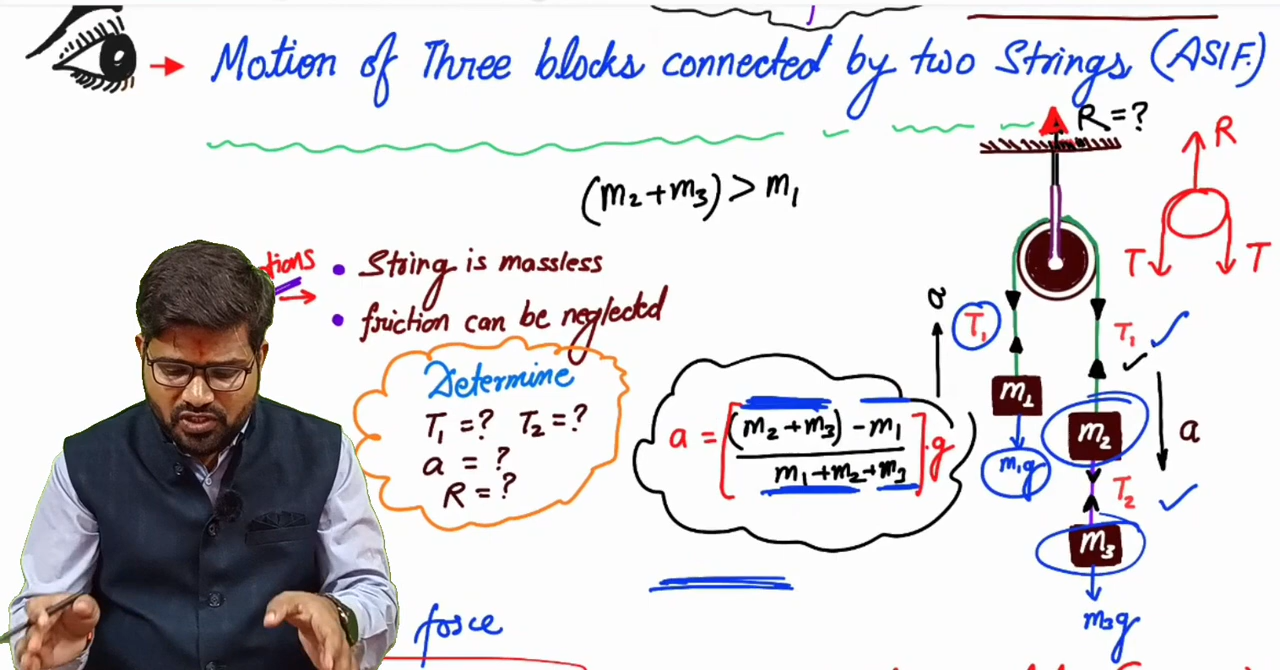 Motion of Three blocks connected by two Strings (ASIF.)
R = ?
R
(m₂+m₃) > m₁
T T
tions
• String is massless
• friction can be neglected
a
T₁ T₁
Determine
T₁ = ? T₂ = ?
a = ?
R = ?
a = [((m₂+m₃) - m₁)/(m₁+m₂+m₃)].g
m₁
m₂
a
m₁g
T₂
m₃
m₃g
force